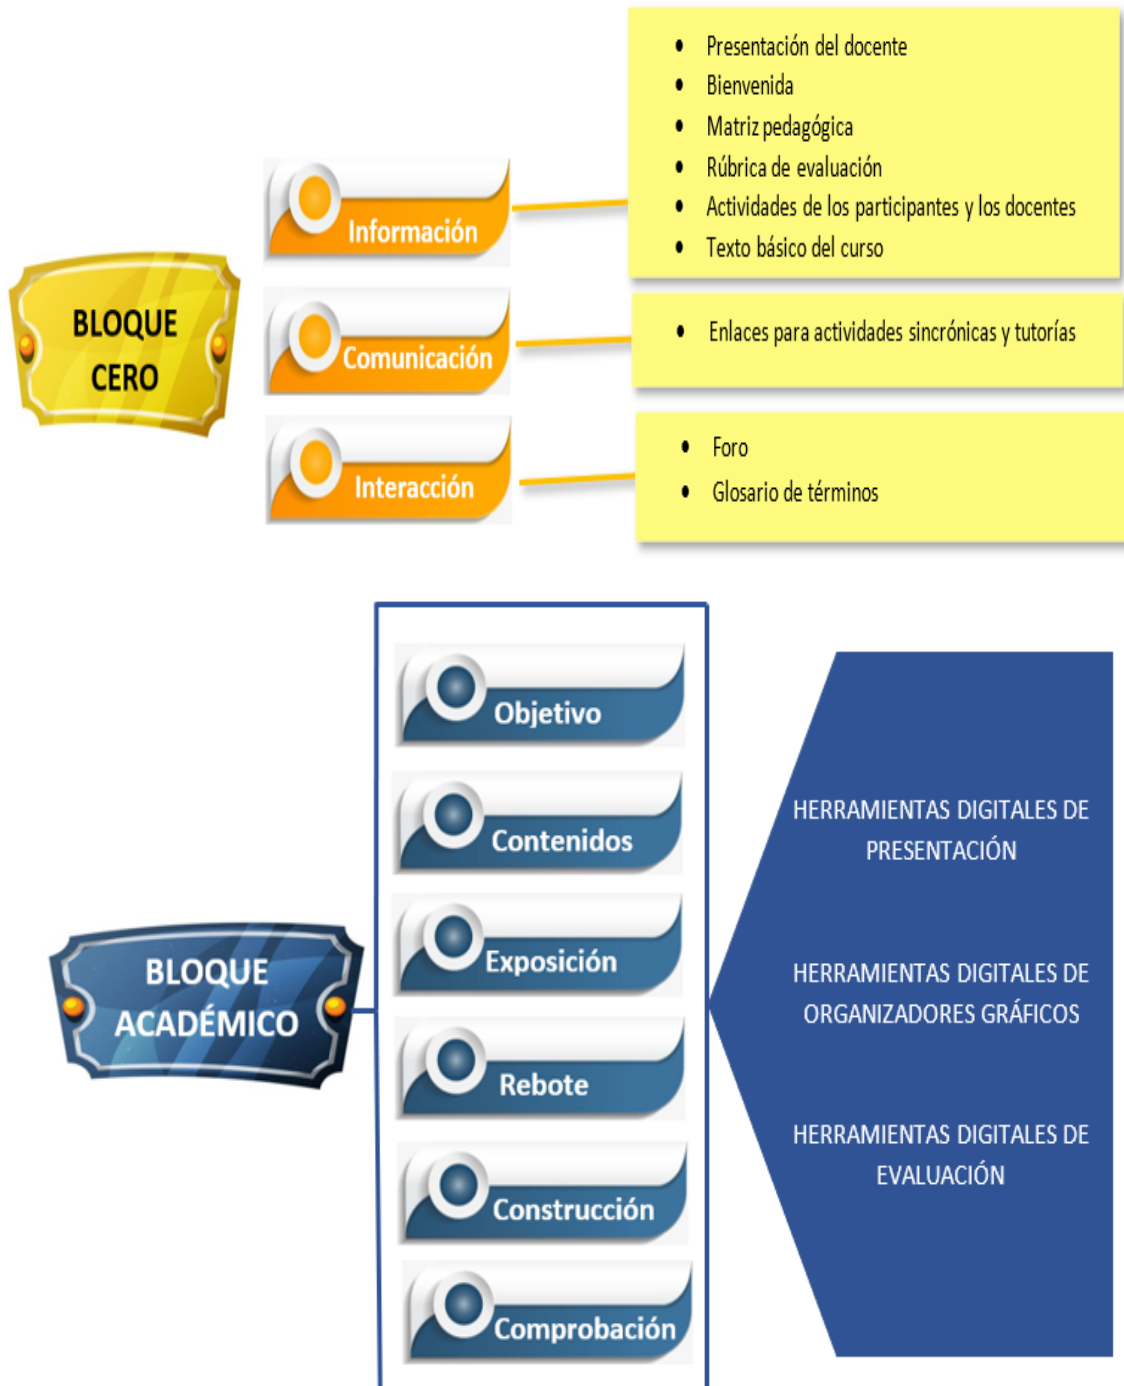 BLOQUE
CERO
Información
• Presentación del docente
• Bienvenida
• Matriz pedagógica
• Rúbrica de evaluación
• Actividades de los participantes y los docentes
• Texto básico del curso
Comunicación
• Enlaces para actividades sincrónicas y tutorías
Interacción
• Foro
• Glosario de términos
BLOQUE
ACADÉMICO
Objetivo
Contenidos
Exposición
Rebote
Construcción
Comprobación
HERRAMIENTAS DIGITALES DE
PRESENTACIÓN
HERRAMIENTAS DIGITALES DE
ORGANIZADORES GRÁFICOS
HERRAMIENTAS DIGITALES DE
EVALUACIÓN